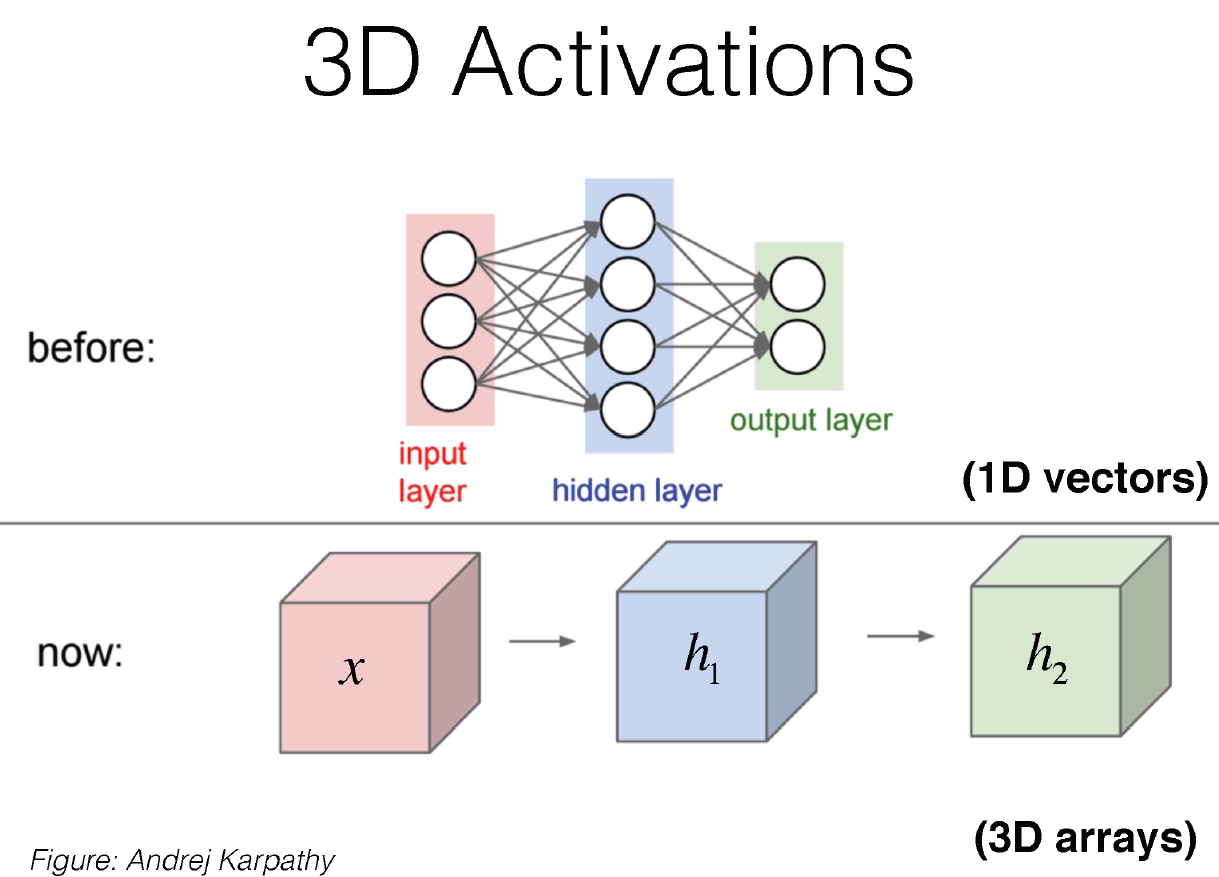 3D Activations
before:
input
layer
hidden layer
output layer
(1D vectors)
now:
x
h1
h2
(3D arrays)
Figure: Andrej Karpathy